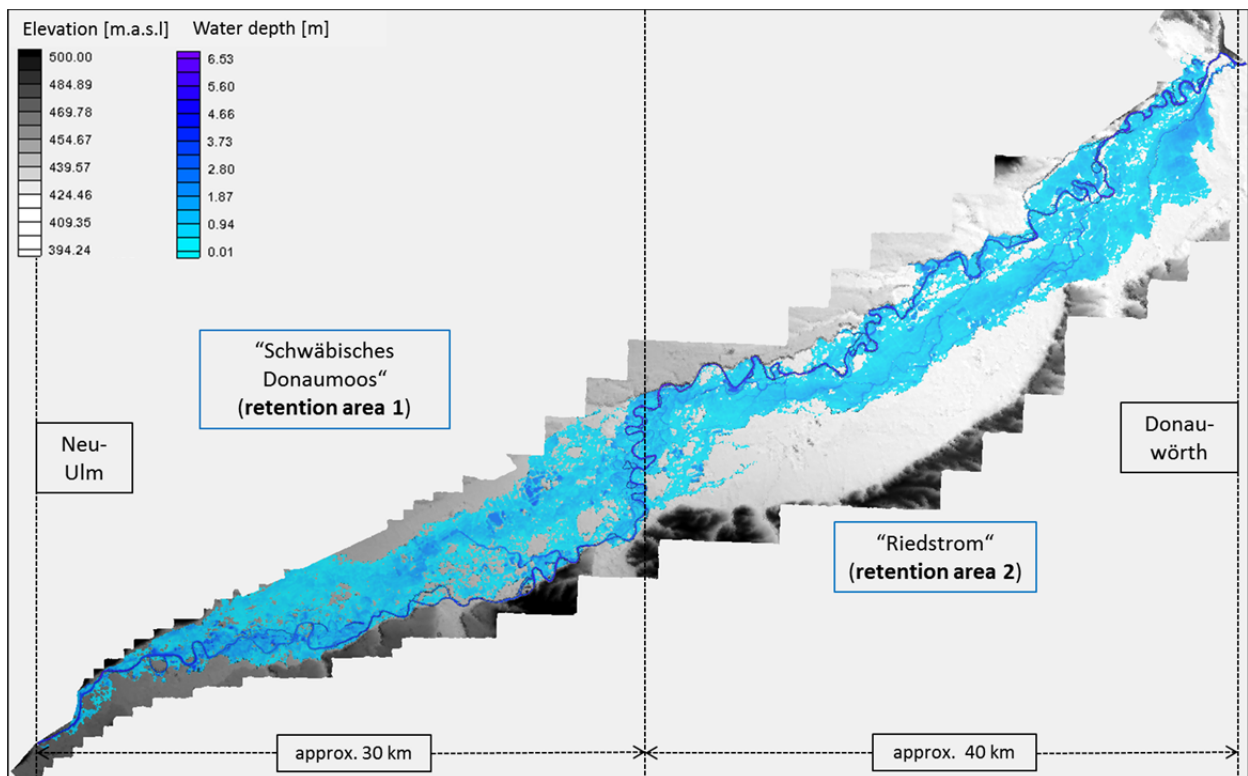 Elevation [m.a.s.l]
500.00
484.89
469.78
454.67
439.57
424.46
409.35
394.24
Water depth [m]
6.53
5.60
4.66
3.73
2.80
1.87
0.94
0.01
“Schwäbisches
Donaumoos“
(retention area 1)
Neu-
Ulm
Donau-
wörth
“Riedstrom“
(retention area 2)
approx. 30 km
approx. 40 km